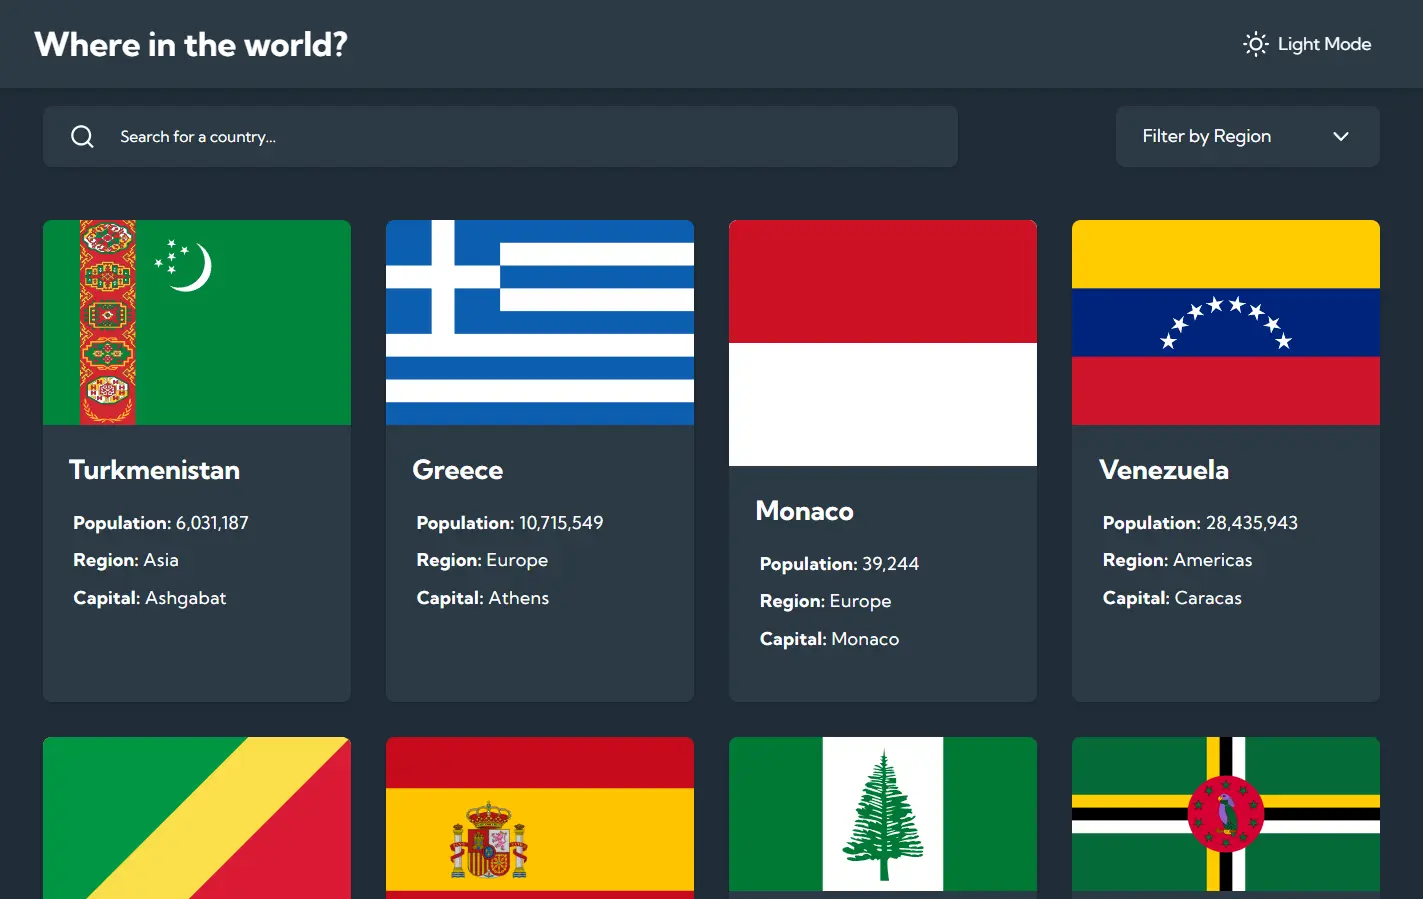 Where in the world?
Light Mode
Search for a country...
Filter by Region
Turkmenistan
Population: 6,031,187
Region: Asia
Capital: Ashgabat
Greece
Population: 10,715,549
Region: Europe
Capital: Athens
Monaco
Population: 39,244
Region: Europe
Capital: Monaco
Venezuela
Population: 28,435,943
Region: Americas
Capital: Caracas